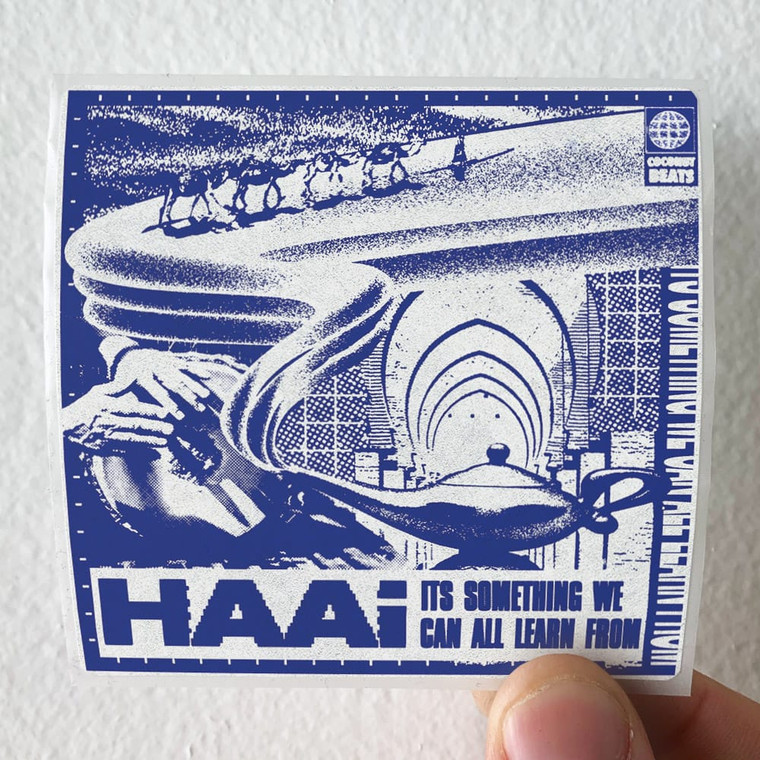 COCONUT
BEATS
HAAi
ITS SOMETHING WE
CAN ALL LEARN FROM